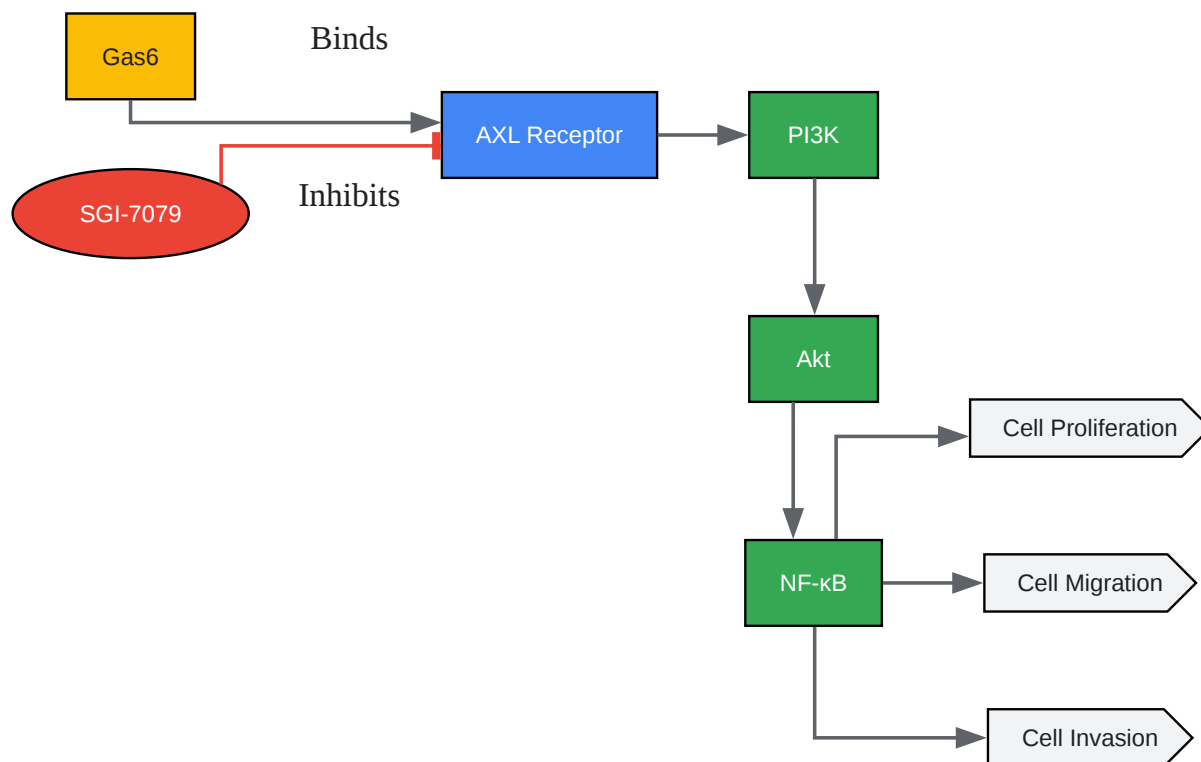 Gas6
Binds
AXL Receptor
PI3K
Inhibits
SGI-7079
Akt
Cell Proliferation
NF-κB
Cell Migration
Cell Invasion